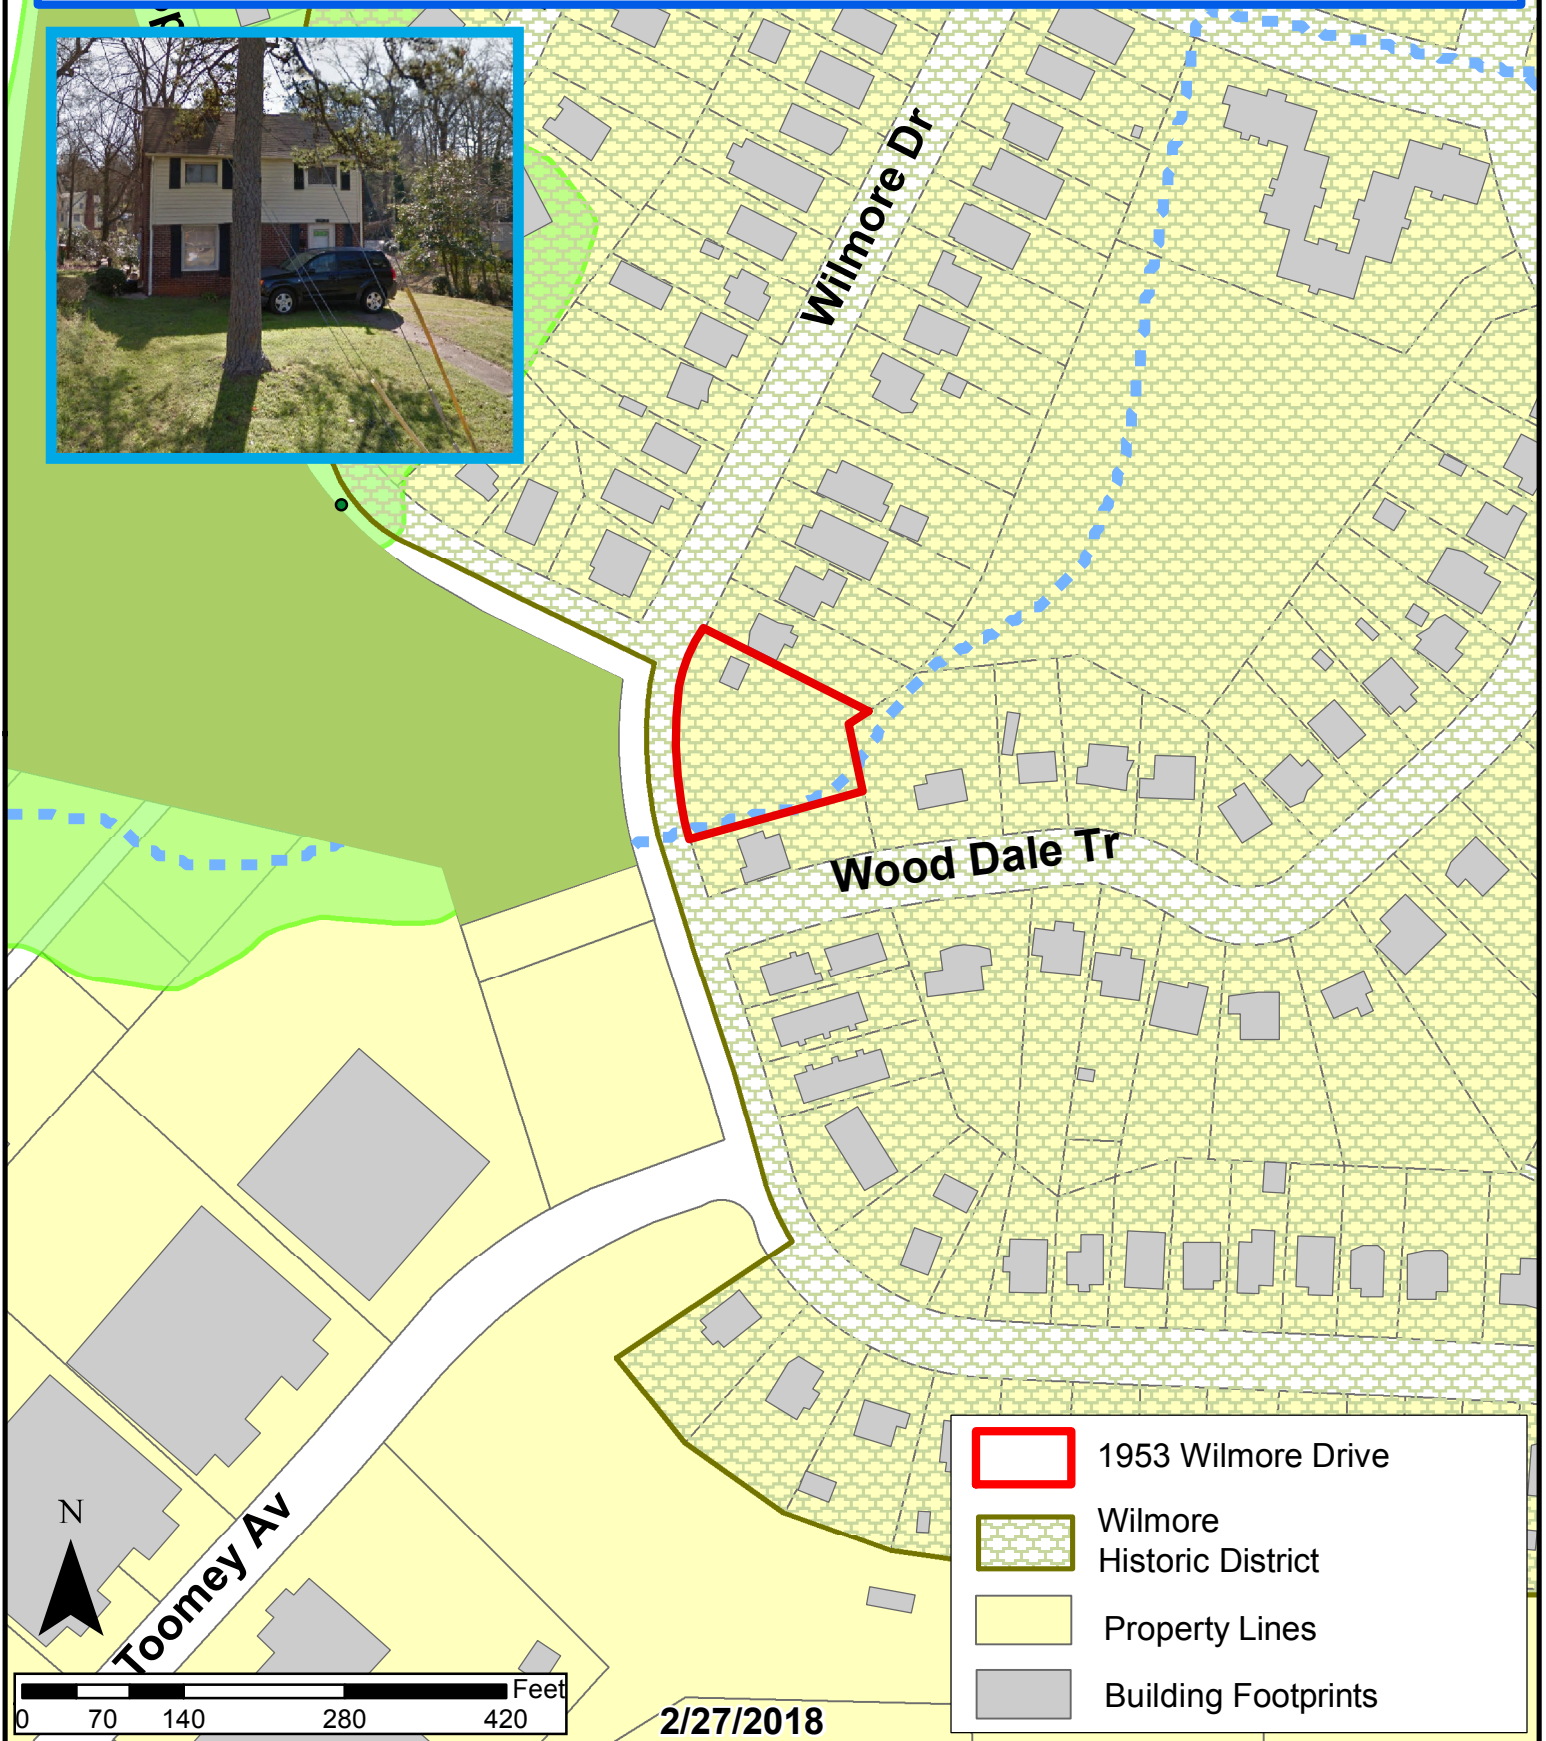 Wilmore Dr
Wood Dale Tr
Toomey Av
N
Feet
0 70 140 280 420
2/27/2018
1953 Wilmore Drive
Wilmore
Historic District
Property Lines
Building Footprints